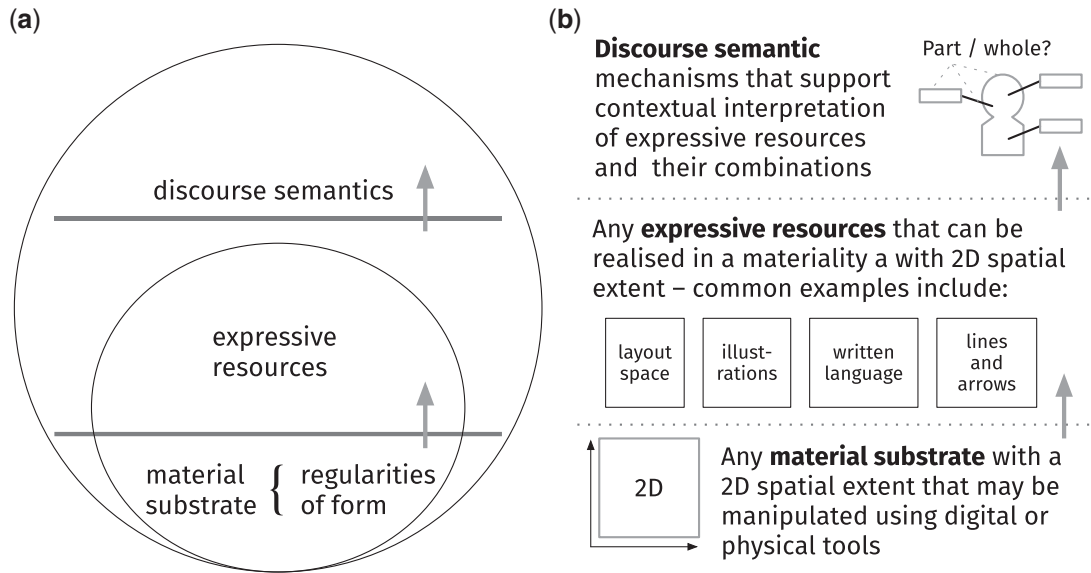 (a)
discourse semantics
expressive
resources
material
substrate
{
regularities
of form
(b)
Discourse semantic
mechanisms that support
contextual interpretation
of expressive resources
and their combinations
Part / whole?
Any expressive resources that can be
realised in a materiality a with 2D spatial
extent – common examples include:
layout
space
illust-
rations
written
language
lines
and
arrows
2D
Any material substrate with a
2D spatial extent that may be
manipulated using digital or
physical tools